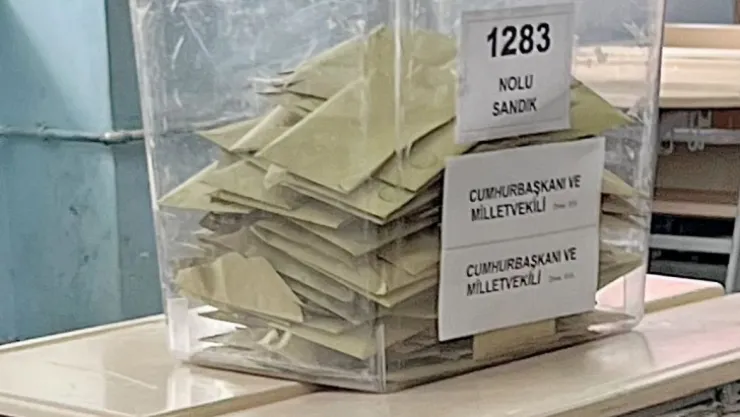 1283
NOLU
SANDIK
CUMHURBAŞKANI VE
MİLLETVEKİLİ
CUMHURBAŞKANI VE
MİLLETVEKİLİ